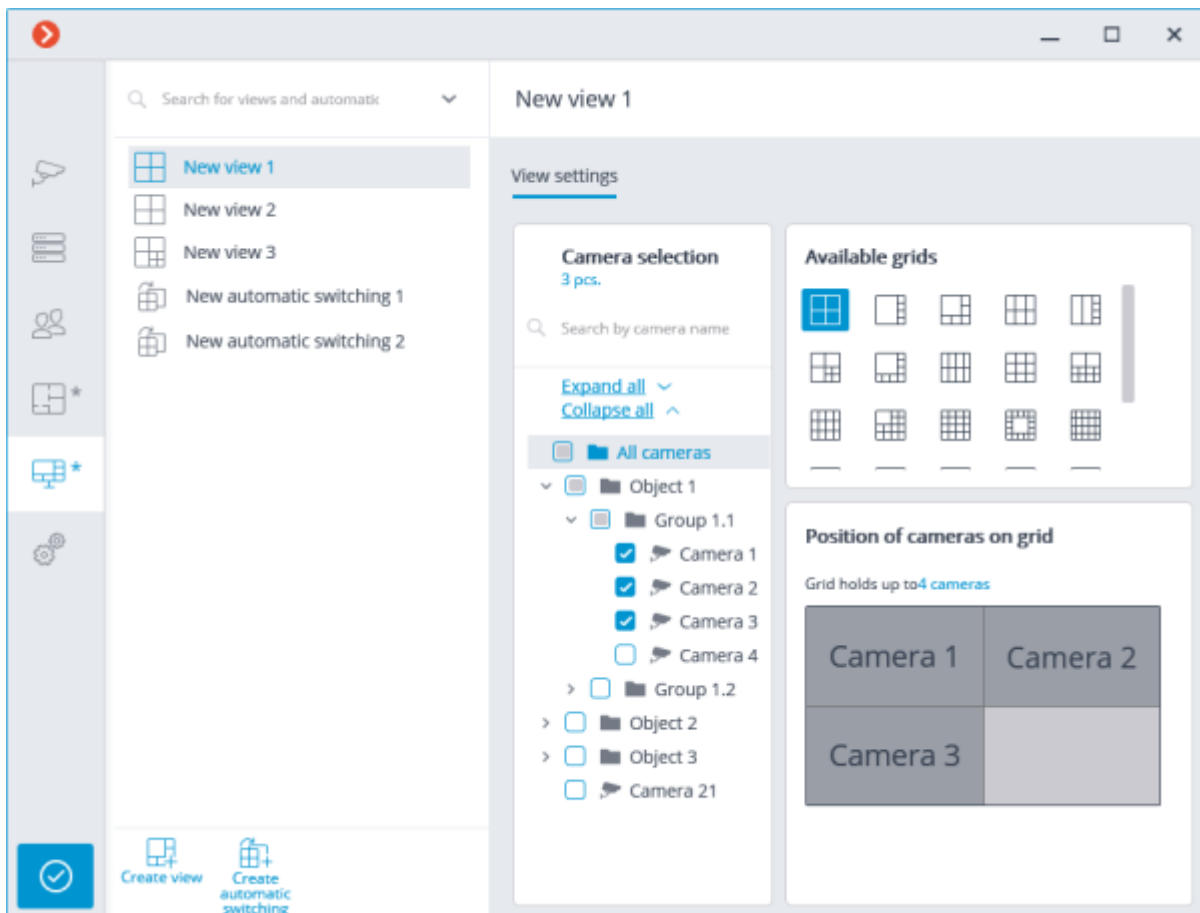 Search for views and automatic
New view 1
New view 1
New view 2
New view 3
New automatic switching 1
New automatic switching 2
Create view
Create
automatic
switching
View settings
Camera selection
3 pcs.
Search by camera name
Expand all
Collapse all
All cameras
Object 1
Group 1.1
Camera 1
Camera 2
Camera 3
Camera 4
Group 1.2
Object 2
Object 3
Camera 21
Available grids
Position of cameras on grid
Grid holds up to4 cameras
Camera 1
Camera 2
Camera 3
*
*